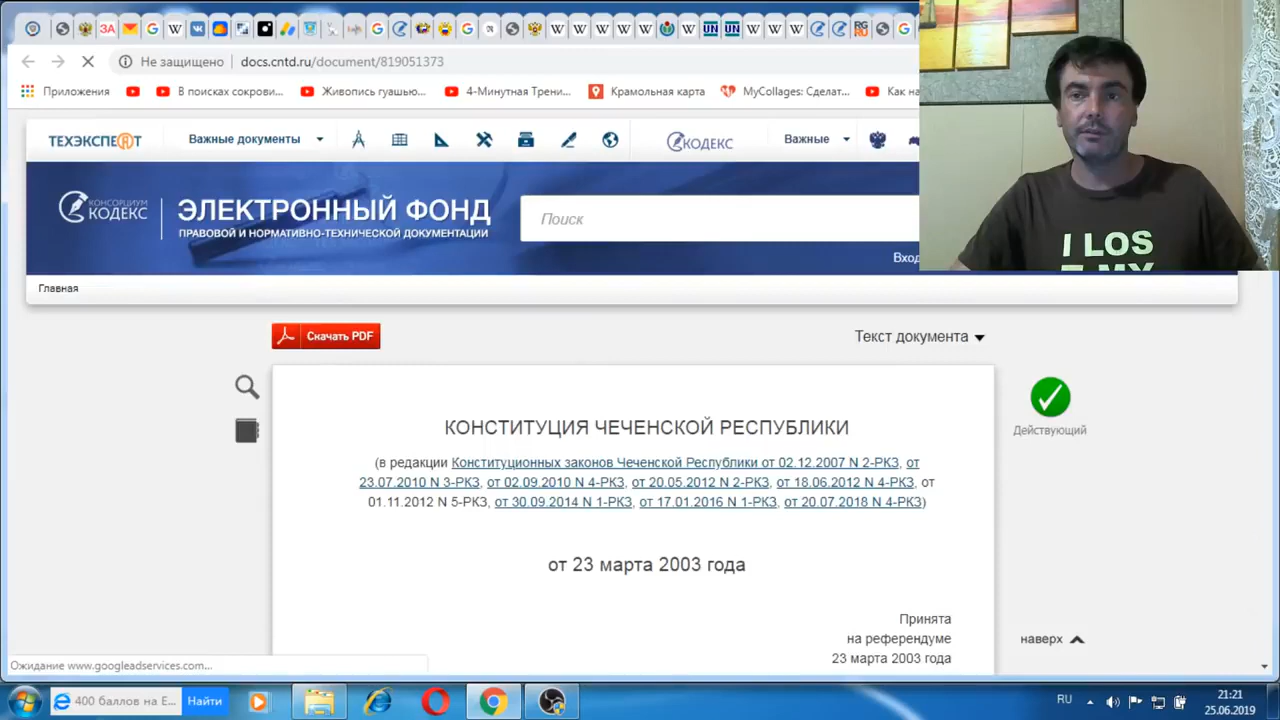 ЗА
RG
RU
Не защищено
docs.cntd.ru/document/819051373
Приложения
В поисках сокрови...
Живопись гуашью...
4-Минутная Трени...
Крамольная карта
MyCollages: Сделат...
Как на
ТЕХЭКСПЕРТ
Важные документы
КОДЕКС
Важные
КОНСОРЦИУМ
КОДЕКС
ЭЛЕКТРОННЫЙ ФОНД
ПРАВОВОЙ И НОРМАТИВНО-ТЕХНИЧЕСКОЙ ДОКУМЕНТАЦИИ
Поиск
Вход
I LOS
T MY
Главная
Скачать PDF
Текст документа
КОНСТИТУЦИЯ ЧЕЧЕНСКОЙ РЕСПУБЛИКИ
Действующий
(в редакции Конституционных законов Чеченской Республики от 02.12.2007 N 2-РКЗ, от
23.07.2010 N 3-РКЗ, от 02.09.2010 N 4-РКЗ, от 20.05.2012 N 2-РКЗ, от 18.06.2012 N 4-РКЗ, от
01.11.2012 N 5-РКЗ, от 30.09.2014 N 1-РКЗ, от 17.01.2016 N 1-РКЗ, от 20.07.2018 N 4-РКЗ)
от 23 марта 2003 года
Принята
на референдуме
23 марта 2003 года
наверх
Ожидание www.googleadservices.com...
400 баллов на Е...
Найти
RU
21:21
25.06.2019